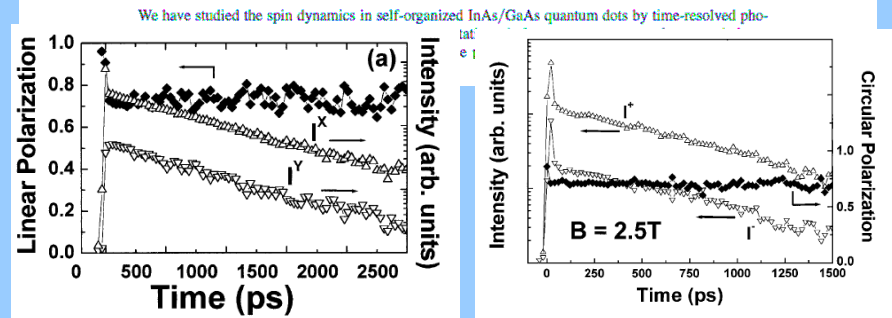 We have studied the spin dynamics in self-organized InAs/GaAs quantum dots by time-resolved pho-
(a)
Linear Polarization
1.0
0.8
0.6
0.4
0.2
0.0
I X
I Y
Intensity (arb. units)
0 500 1000 1500 2000 2500
Time (ps)
Intensity (arb. units)
I+
I-
B = 2.5T
1.0
0.5
0.0
Circular Polarization
0 250 500 750 1000 1250 1500
Time (ps)